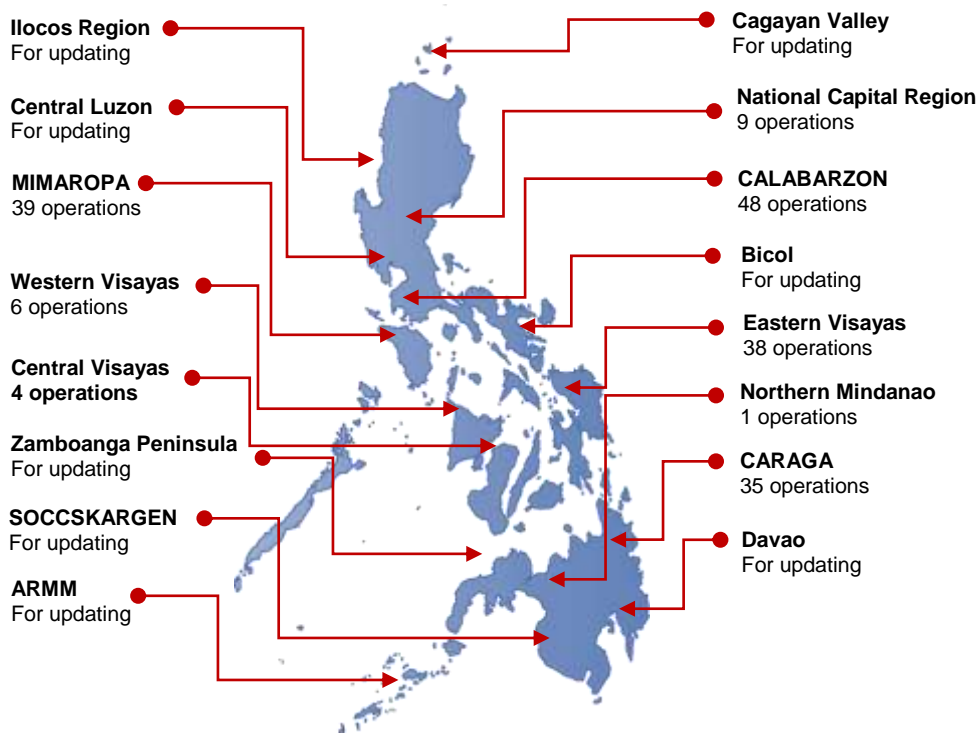 Ilocos Region
For updating
Central Luzon
For updating
MIMAROPA
39 operations
Western Visayas
6 operations
Central Visayas
4 operations
Zamboanga Peninsula
For updating
SOCCSKARGEN
For updating
ARMM
For updating
Cagayan Valley
For updating
National Capital Region
9 operations
CALABARZON
48 operations
Bicol
For updating
Eastern Visayas
38 operations
Northern Mindanao
1 operations
CARAGA
35 operations
Davao
For updating